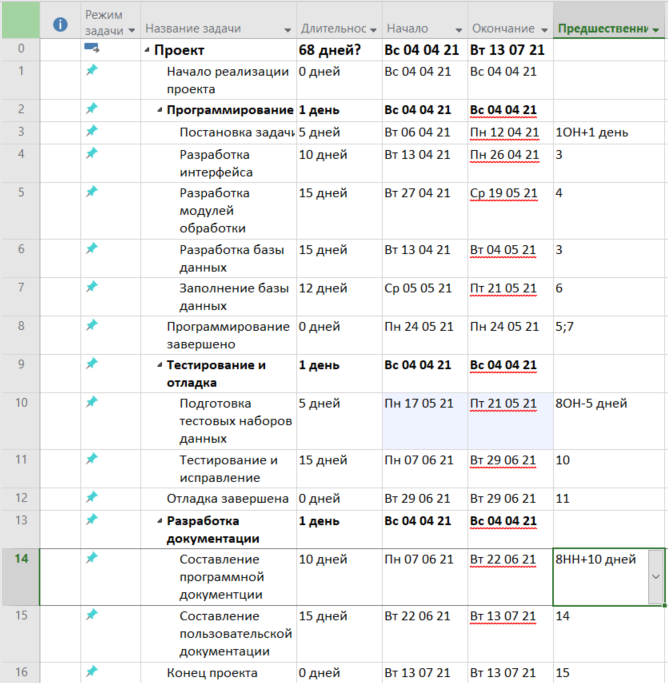 Режим задачи Название задачи Длительнос Начало Окончание Предшественни
0 Проект 68 дней? Вс 04 04 21 Вт 13 07 21
1 Начало реализации проекта 0 дней Вс 04 04 21 Вс 04 04 21
2 Программирование 1 день Вс 04 04 21 Вс 04 04 21
3 Постановка задачи 5 дней Вт 06 04 21 Пн 12 04 21 1ОН+1 день
4 Разработка интерфейса 10 дней Вт 13 04 21 Пн 26 04 21 3
5 Разработка модулей обработки 15 дней Вт 27 04 21 Ср 19 05 21 4
6 Разработка базы данных 15 дней Вт 13 04 21 Вт 04 05 21 3
7 Заполнение базы данных 12 дней Ср 05 05 21 Пт 21 05 21 6
8 Программирование завершено 0 дней Пн 24 05 21 Пн 24 05 21 5;7
9 Тестирование и отладка 1 день Вс 04 04 21 Вс 04 04 21
10 Подготовка тестовых наборов данных 5 дней Пн 17 05 21 Пт 21 05 21 8ОН-5 дней
11 Тестирование и исправление 15 дней Пн 07 06 21 Вт 29 06 21 10
12 Отладка завершена 0 дней Вт 29 06 21 Вт 29 06 21 11
13 Разработка документации 1 день Вс 04 04 21 Вс 04 04 21
14 Составление программной документции 10 дней Пн 07 06 21 Вт 22 06 21 8НН+10 дней
15 Составление пользовательской документации 15 дней Вт 22 06 21 Вт 13 07 21 14
16 Конец проекта 0 дней Вт 13 07 21 Вт 13 07 21 15